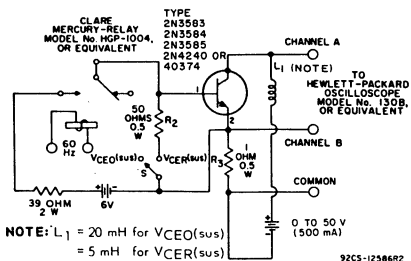 CLARE
MERCURY-RELAY
MODEL No. HGP-1004,
OR EQUIVALENT
TYPE
2N3583
2N3584
2N3585
2N4240 OR
40374
CHANNEL A
L1 (NOTE)
TO
HEWLETT-PACKARD
OSCILLOSCOPE
MODEL No. 130B,
OR EQUIVALENT
1
2
50
OHMS
0.5
W
R2
60
Hz
VCEO(sus)
VCER(sus)
S
R3
1
OHM
0.5
W
CHANNEL B
COMMON
39 OHM
2 W
+
-
6V
0 TO 50 V
(500 mA)
NOTE: L1 = 20 mH for VCEO(sus)
= 5 mH for VCER(sus)
92CS-12586R2